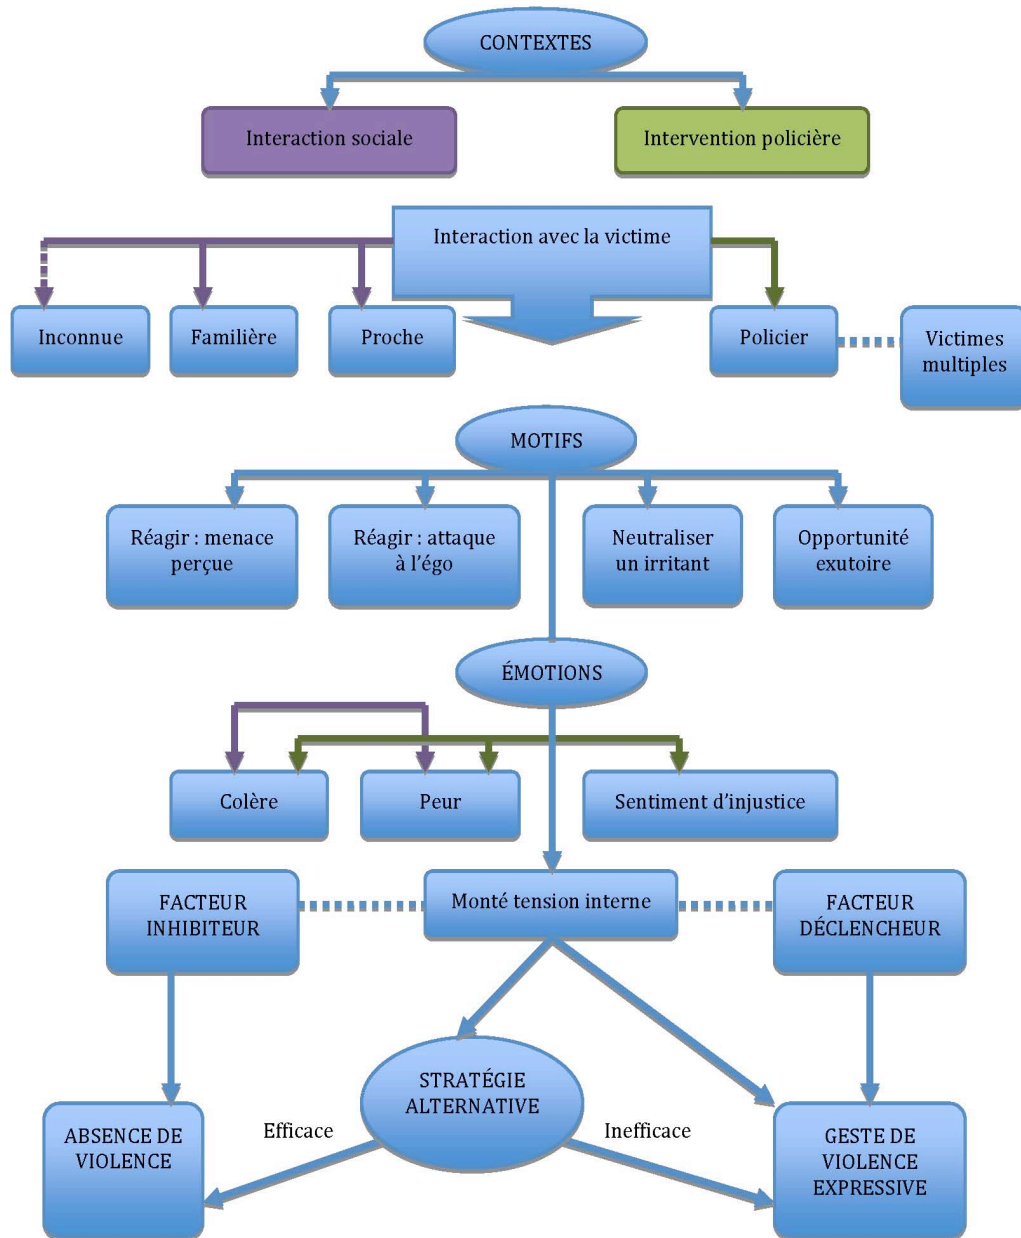 CONTEXTES
Interaction sociale
Intervention policière
Interaction avec la victime
Inconnue
Familière
Proche
Policier
Victimes
multiples
MOTIFS
Réagir : menace
perçue
Réagir : attaque
à l'égo
Neutraliser
un irritant
Opportunité
exutoire
ÉMOTIONS
Colère
Peur
Sentiment d'injustice
FACTEUR
INHIBITEUR
Monté tension interne
FACTEUR
DÉCLENCHEUR
STRATÉGIE
ALTERNATIVE
Efficace
Inefficace
ABSENCE DE
VIOLENCE
GESTE DE
VIOLENCE
EXPRESSIVE